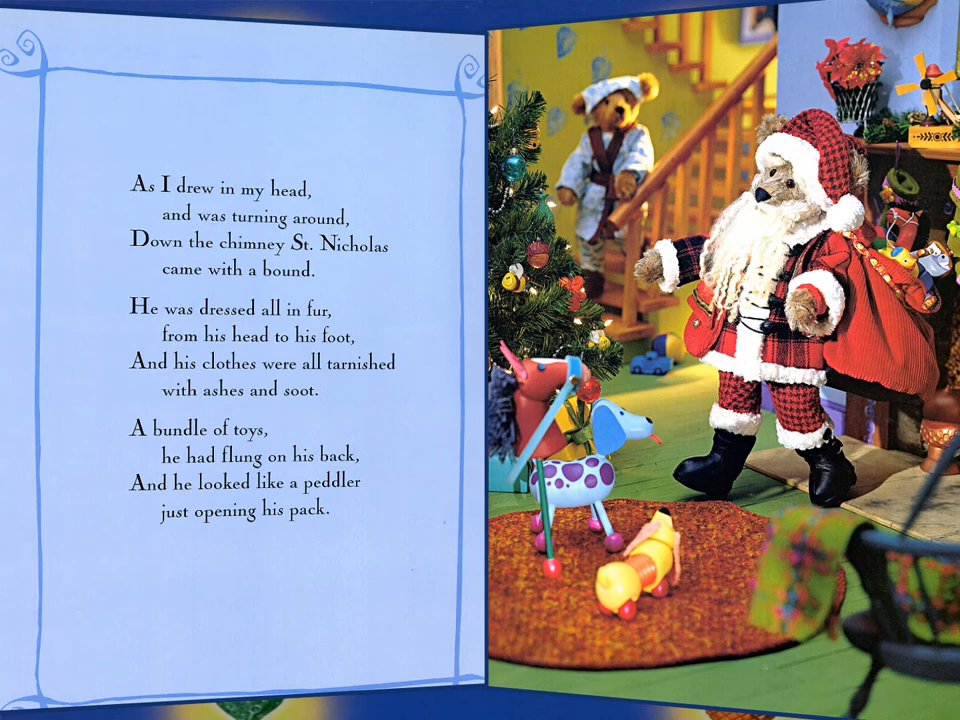 As I drew in my head,
and was turning around,
Down the chimney St. Nicholas
came with a bound.
He was dressed all in fur,
from his head to his foot,
And his clothes were all tarnished
with ashes and soot.
A bundle of toys,
he had flung on his back,
And he looked like a peddler
just opening his pack.